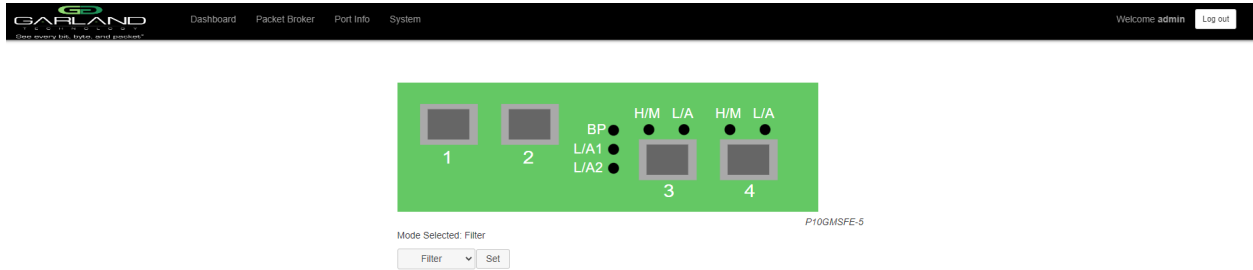 GARLAND
TECHNOLOGY
See every bit, byte, and packet®
Dashboard Packet Broker Port Info System
Welcome admin Log out
H/M L/A H/M L/A
BP
L/A1
L/A2
1 2
3 4
P10GMSFE-5
Mode Selected: Filter
Filter Set